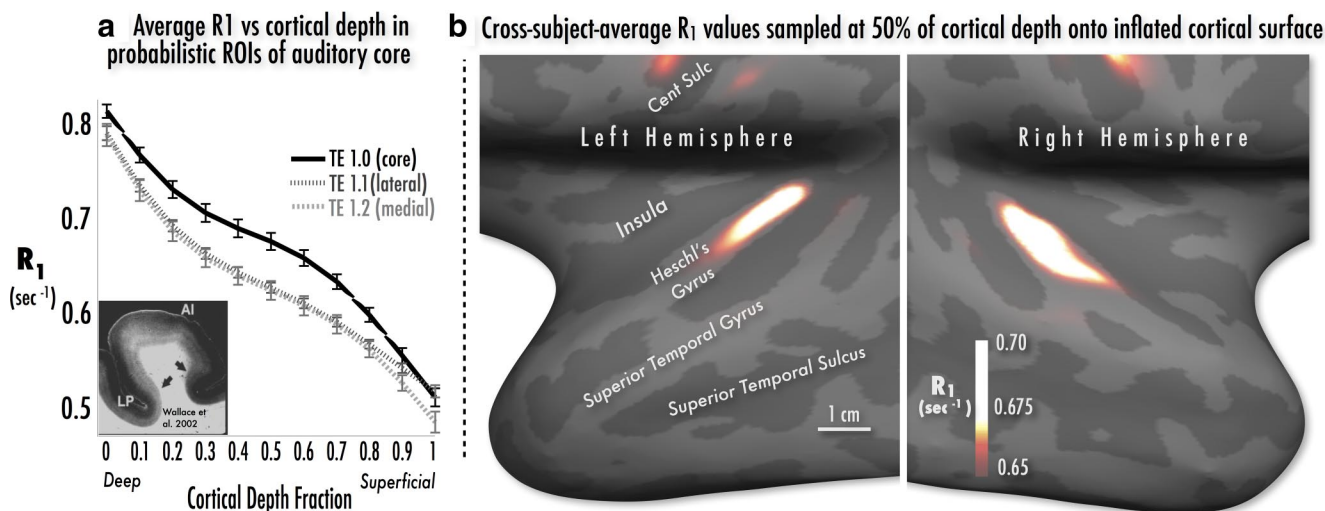 a Average R1 vs cortical depth in
probabilistic ROIs of auditory core
0.8
0.7
0.6
0.5
R1
(sec -1)
TE 1.0 (core)
TE 1.1 (lateral)
TE 1.2 (medial)
AI
LP
Wallace et
al. 2002
0 0.1 0.2 0.3 0.4 0.5 0.6 0.7 0.8 0.9 1
Deep Superficial
Cortical Depth Fraction
b Cross-subject-average R1 values sampled at 50% of cortical depth onto inflated cortical surface
Cent Sulc
Left Hemisphere
Insula
Heschl's
Gyrus
Superior Temporal Gyrus
Superior Temporal Sulcus
1 cm
Right Hemisphere
R1
(sec -1)
0.70
0.675
0.65